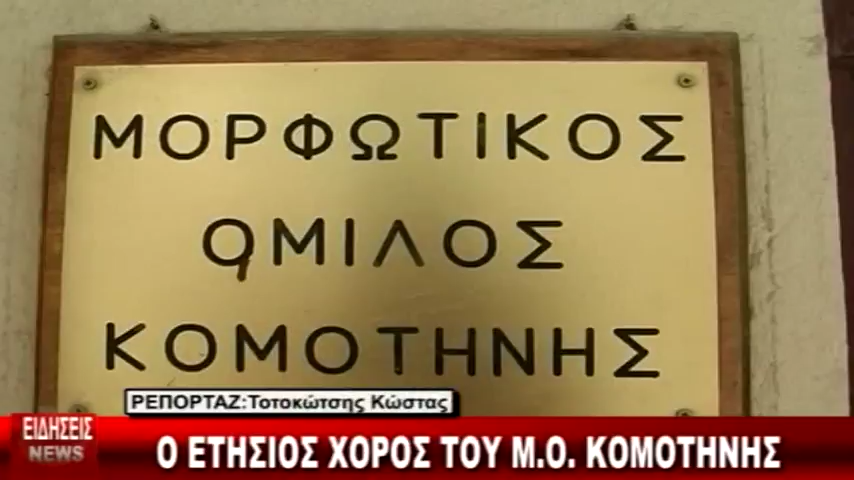 ΜΟΡΦΩΤΙΚΟΣ
ΟΜΙΛΟΣ
ΚΟΜΟΤΗΝΗΣ
ΡΕΠΟΡΤΑΖ:Τοτοκώτσης Κώστας
ΕΙΔΗΣΕΙΣ
NEWS
Ο ΕΤΗΣΙΟΣ ΧΟΡΟΣ ΤΟΥ Μ.Ο. ΚΟΜΟΤΗΝΗΣ